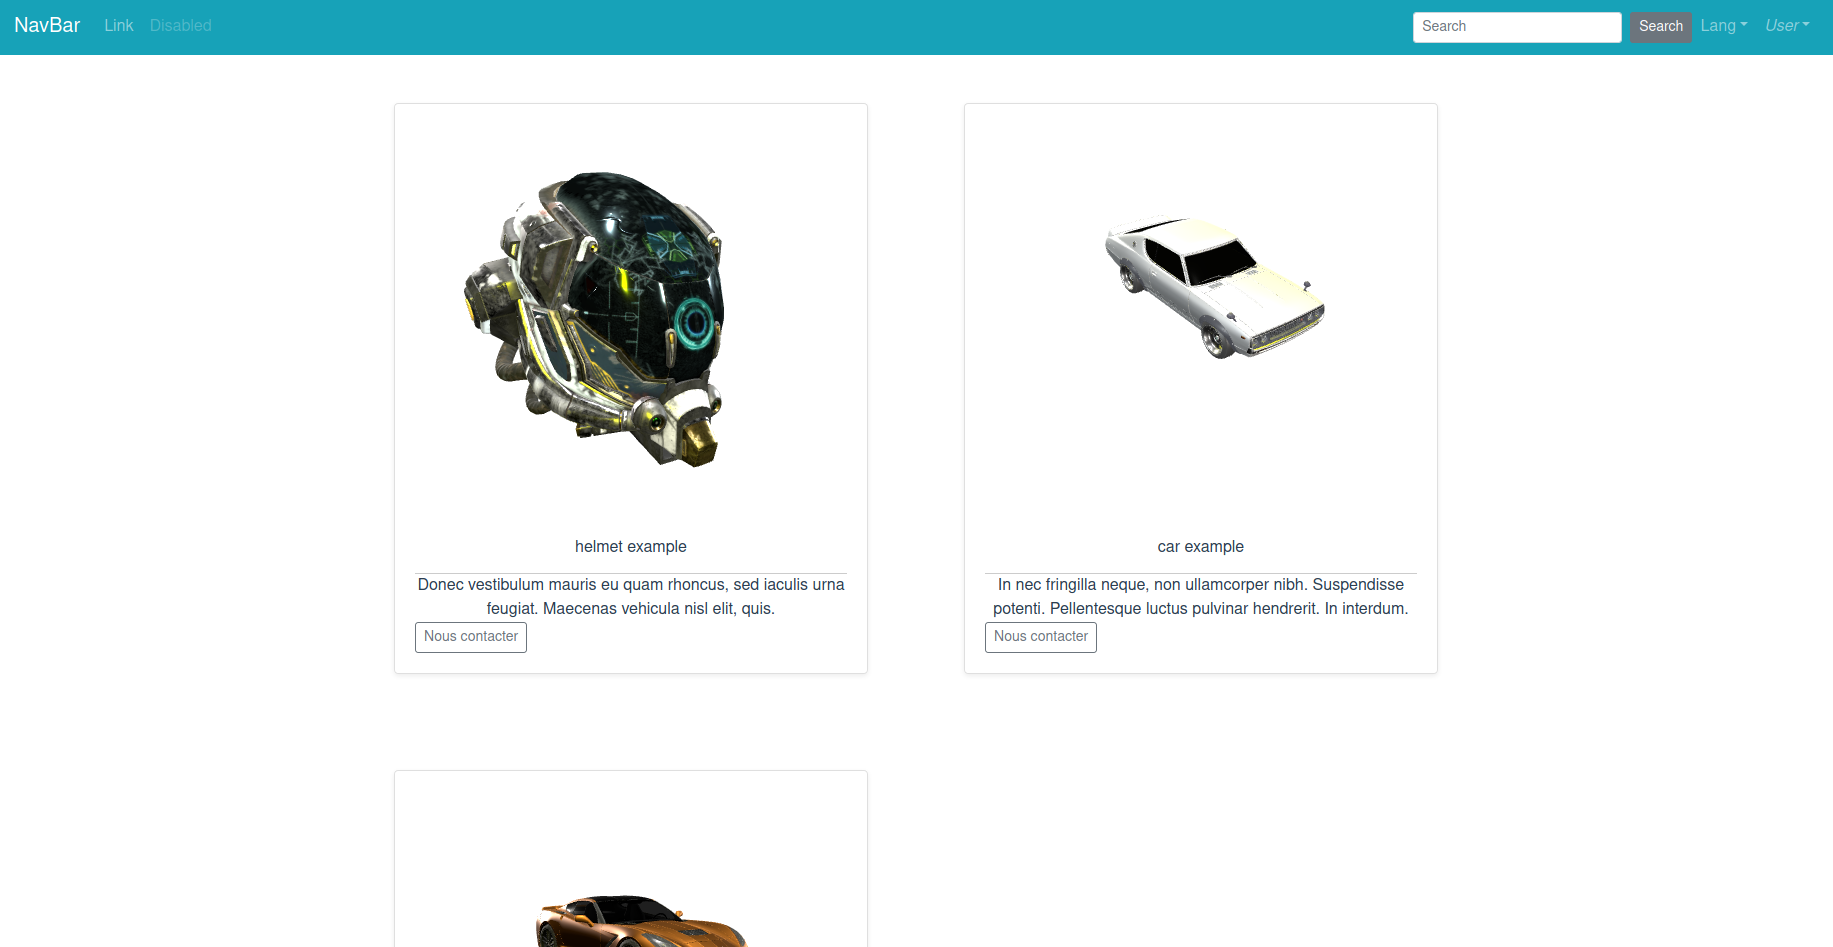 NavBar Link Disabled Search Search Lang User
helmet example
Donec vestibulum mauris eu quam rhoncus, sed iaculis urna
feugiat. Maecenas vehicula nisl elit, quis.
Nous contacter
car example
In nec fringilla neque, non ullamcorper nibh. Suspendisse
potenti. Pellentesque luctus pulvinar hendrerit. In interdum.
Nous contacter